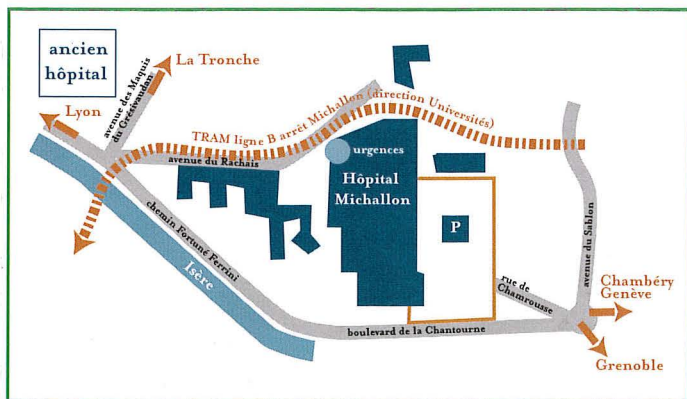 ancien
hôpital
La Tronche
avenue des Maquis
du Grésivaudan
Lyon
TRAM ligne B arrêt Michallon (direction Universités)
urgences
avenue du Rachais
Hôpital
Michallon
P
chemin Fortuné Ferrini
Isère
avenue du Sablon
rue de
Chamrousse
Chambéry
Genève
boulevard de la Chantourne
Grenoble